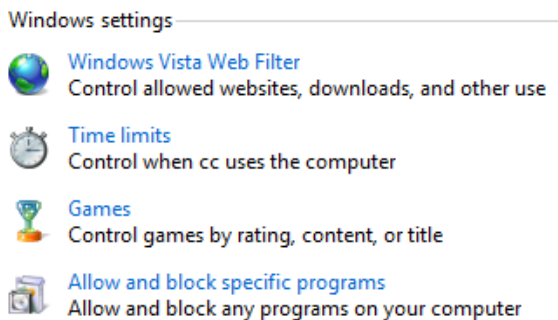 Windows settings
Windows Vista Web Filter
Control allowed websites, downloads, and other use
Time limits
Control when cc uses the computer
Games
Control games by rating, content, or title
Allow and block specific programs
Allow and block any programs on your computer